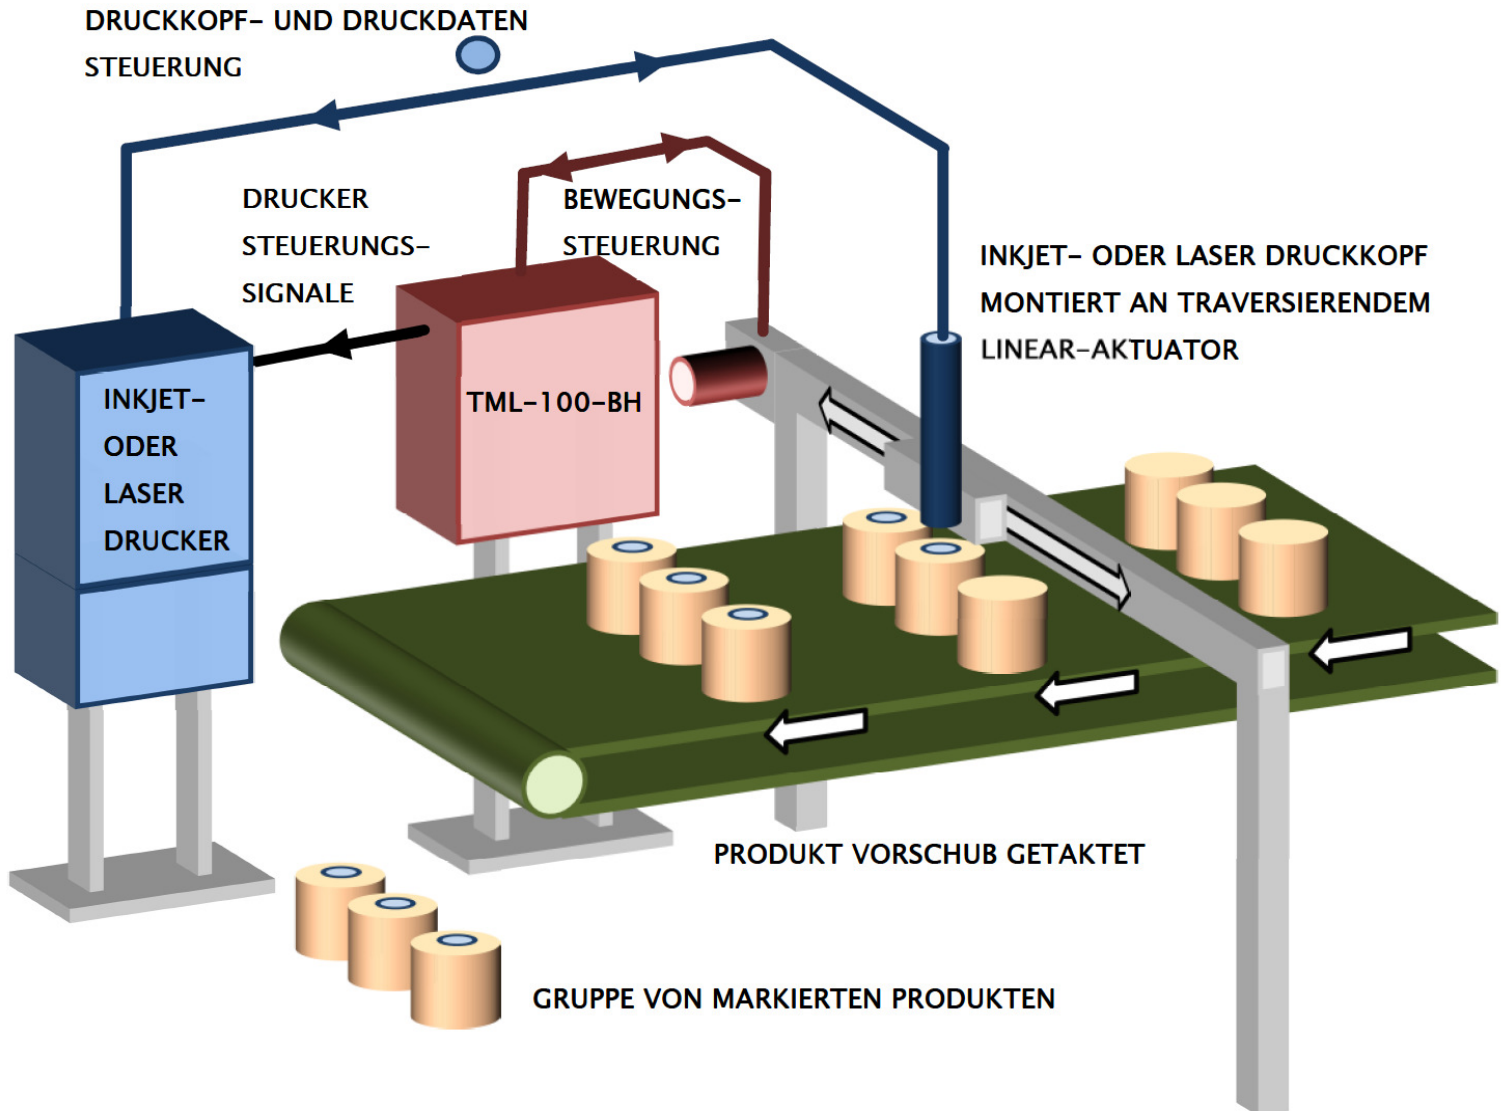 DRUCKKOPF- UND DRUCKDATEN
STEUERUNG
DRUCKER
STEUERUNGS-
SIGNALE
BEWEGUNGS-
STEUERUNG
INKJET- ODER LASER DRUCKKOPF
MONTIERT AN TRAVERSIERENDEM
LINEAR-AKTUATOR
INKJET-
ODER
LASER
DRUCKER
TML-100-BH
PRODUKT VORSCHUB GETAKTET
GRUPPE VON MARKIERTEN PRODUKTEN